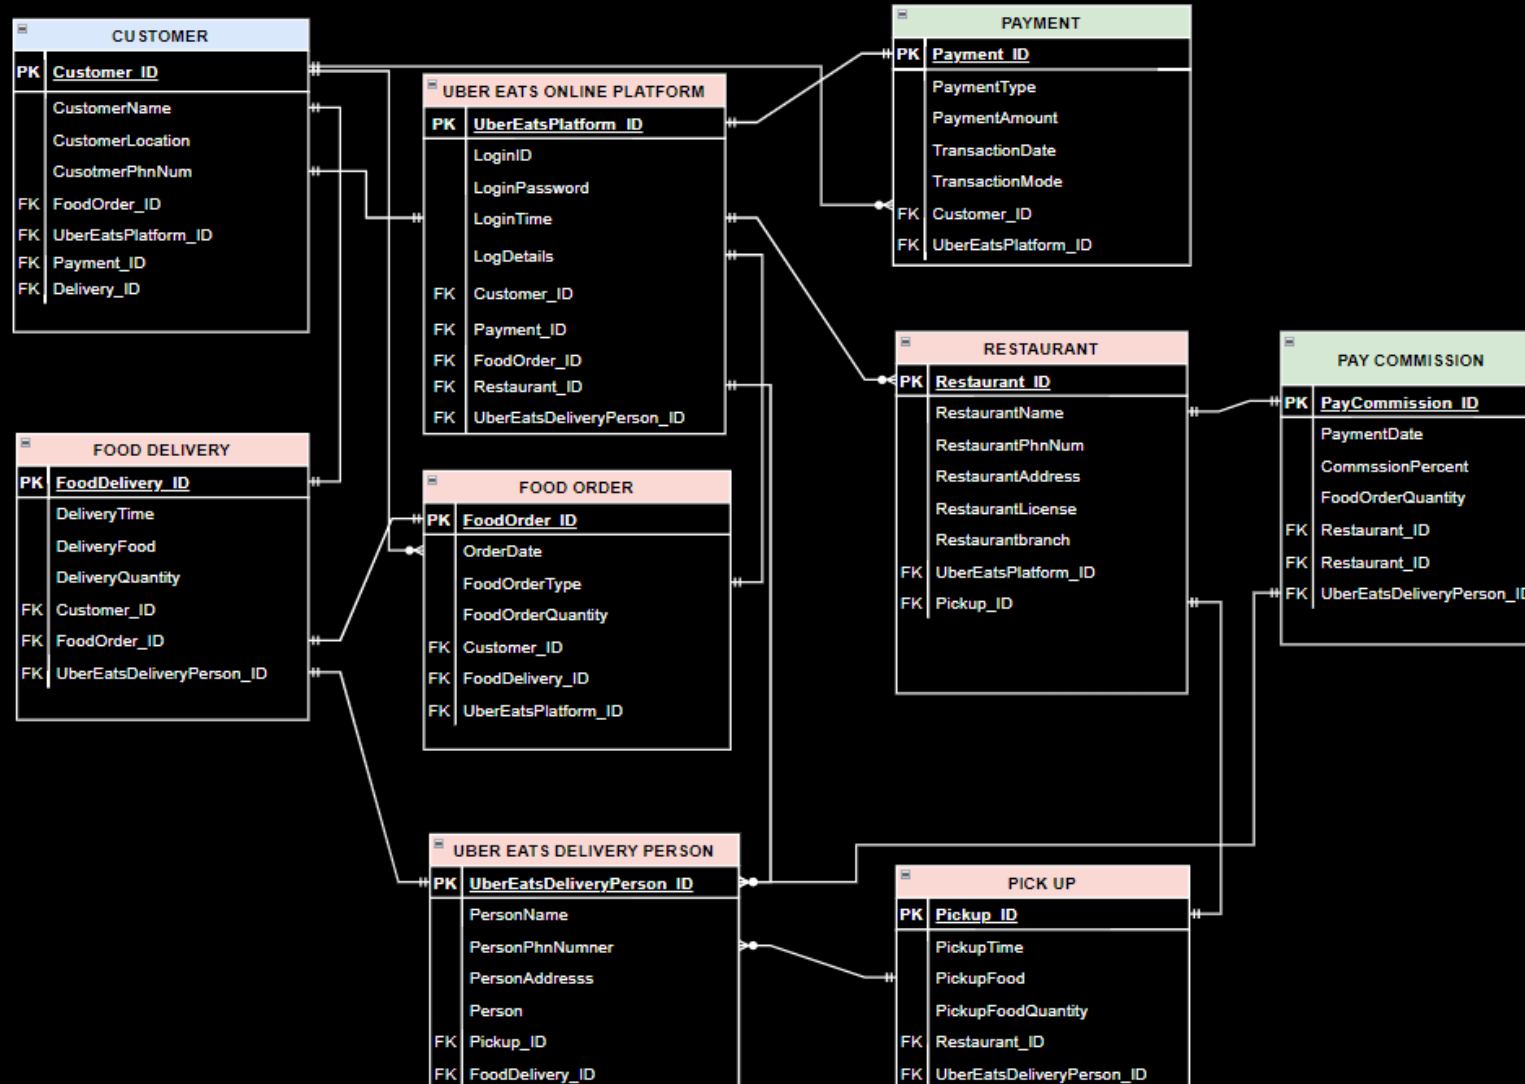 CUSTOMER
PK Customer_ID
CustomerName
CustomerLocation
CusotmerPhnNum
FK FoodOrder_ID
FK UberEatsPlatform_ID
FK Payment_ID
FK Delivery_ID
UBER EATS ONLINE PLATFORM
PK UberEatsPlatform_ID
LoginID
LoginPassword
LoginTime
LogDetails
FK Customer_ID
FK Payment_ID
FK FoodOrder_ID
FK Restaurant_ID
FK UberEatsDeliveryPerson_ID
PAYMENT
PK Payment_ID
PaymentType
PaymentAmount
TransactionDate
TransactionMode
FK Customer_ID
FK UberEatsPlatform_ID
RESTAURANT
PK Restaurant_ID
RestaurantName
RestaurantPhnNum
RestaurantAddress
RestaurantLicense
Restaurantbranch
FK UberEatsPlatform_ID
FK Pickup_ID
PAY COMMISSION
PK PayCommission_ID
PaymentDate
CommssionPercent
FoodOrderQuantity
FK Restaurant_ID
FK Restaurant_ID
FK UberEatsDeliveryPerson_ID
FOOD DELIVERY
PK FoodDelivery_ID
DeliveryTime
DeliveryFood
DeliveryQuantity
FK Customer_ID
FK FoodOrder_ID
FK UberEatsDeliveryPerson_ID
FOOD ORDER
PK FoodOrder_ID
OrderDate
FoodOrderType
FoodOrderQuantity
FK Customer_ID
FK FoodDelivery_ID
FK UberEatsPlatform_ID
UBER EATS DELIVERY PERSON
PK UberEatsDeliveryPerson_ID
PersonName
PersonPhnNumner
PersonAddresss
Person
FK Pickup_ID
FK FoodDelivery_ID
PICK UP
PK Pickup_ID
PickupTime
PickupFood
PickupFoodQuantity
FK Restaurant_ID
FK UberEatsDeliveryPerson_ID